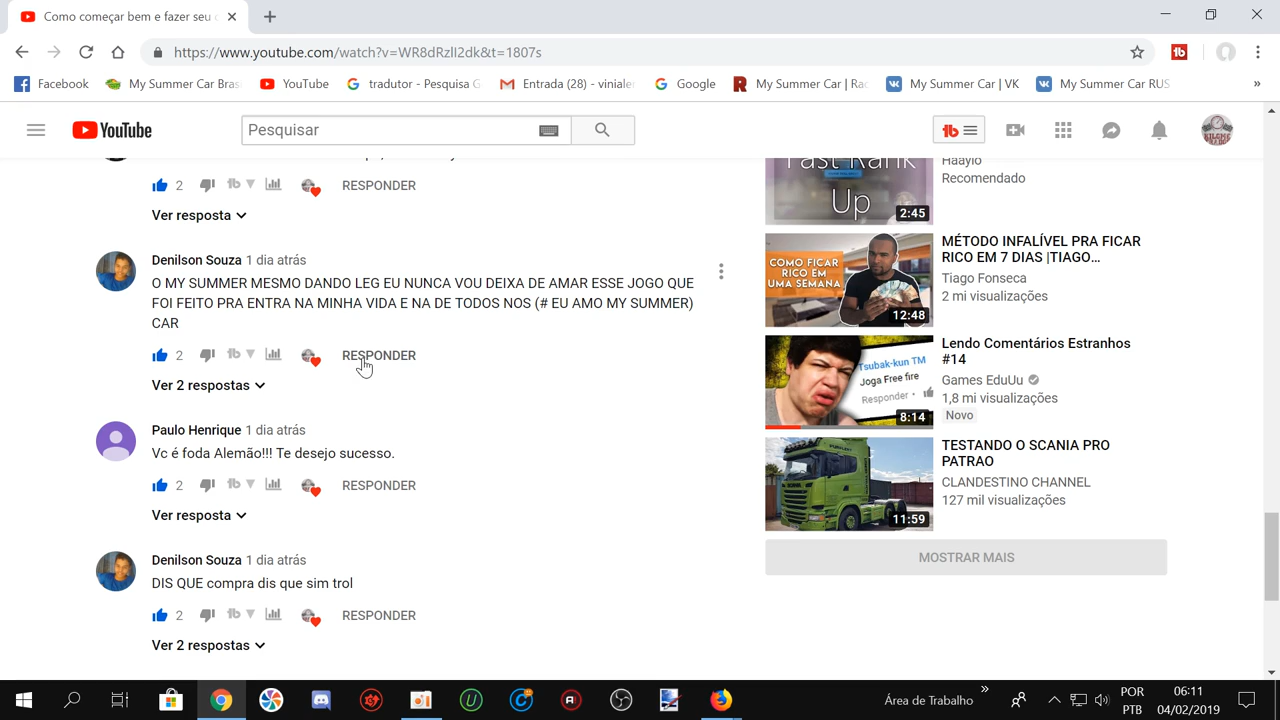 Como começar bem e fazer seu c
https://www.youtube.com/watch?v=WR8dRzlI2dk&t=1807s
Facebook My Summer Car Bras YouTube tradutor - Pesquisa G Entrada (28) - viniale Google My Summer Car | Rac My Summer Car | VK My Summer Car RUS »
YouTube
Pesquisar
2 RESPONDER
Ver resposta
Denilson Souza 1 dia atrás
O MY SUMMER MESMO DANDO LEG EU NUNCA VOU DEIXA DE AMAR ESSE JOGO QUE
FOI FEITO PRA ENTRA NA MINHA VIDA E NA DE TODOS NOS (# EU AMO MY SUMMER)
CAR
2 RESPONDER
Ver 2 respostas
Paulo Henrique 1 dia atrás
Vc é foda Alemão!!! Te desejo sucesso.
2 RESPONDER
Ver resposta
Denilson Souza 1 dia atrás
DIS QUE compra dis que sim trol
2 RESPONDER
Ver 2 respostas
Fast Rank
Up
2:45
Haaylo
Recomendado
COMO FICAR
RICO EM
UMA SEMANA
12:48
MÉTODO INFALÍVEL PRA FICAR
RICO EM 7 DIAS |TIAGO...
Tiago Fonseca
2 mi visualizações
Tsubak-kun TM
Joga Free fire
Responder •
8:14
Lendo Comentários Estranhos
#14
Games EduUu
1,8 mi visualizações
Novo
11:59
TESTANDO O SCANIA PRO
PATRAO
CLANDESTINO CHANNEL
127 mil visualizações
MOSTRAR MAIS
Área de Trabalho »
POR
PTB
06:11
04/02/2019